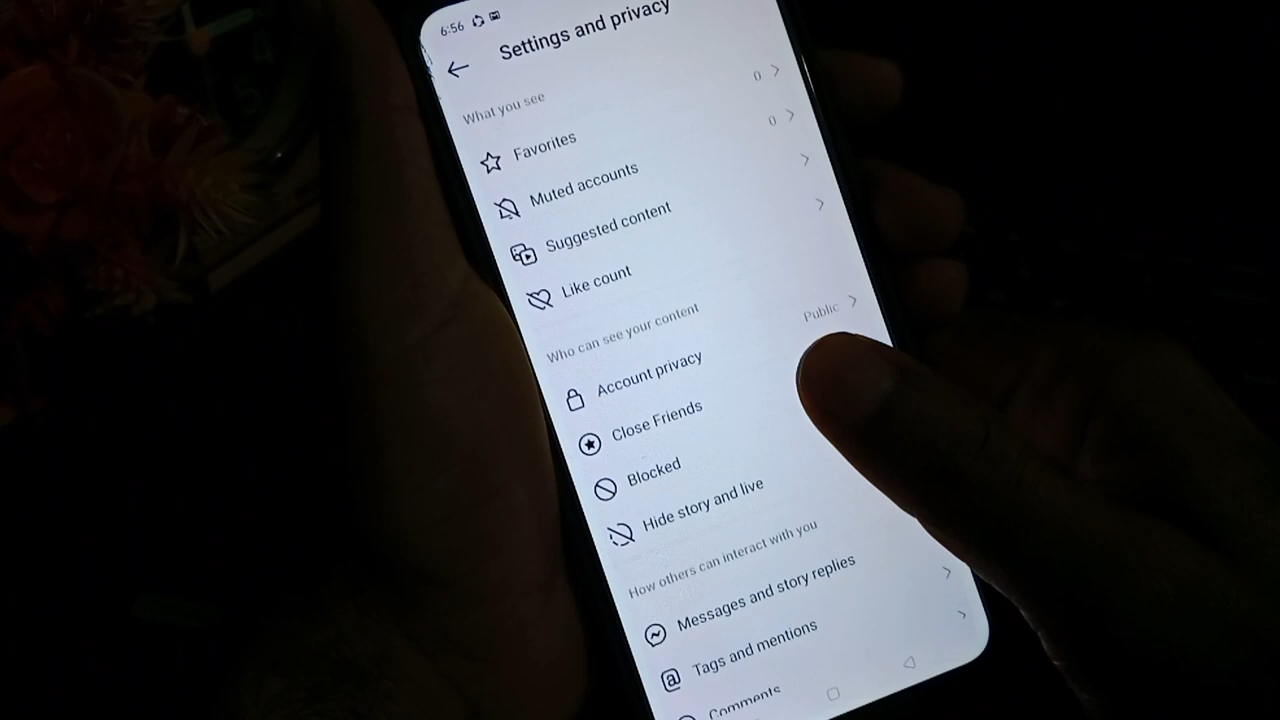 6:56
Settings and privacy
What you see
Favorites 0
Muted accounts 0
Suggested content
Like count
Who can see your content
Account privacy Public
Close Friends
Blocked
Hide story and live
How others can interact with you
Messages and story replies
Tags and mentions
Comments